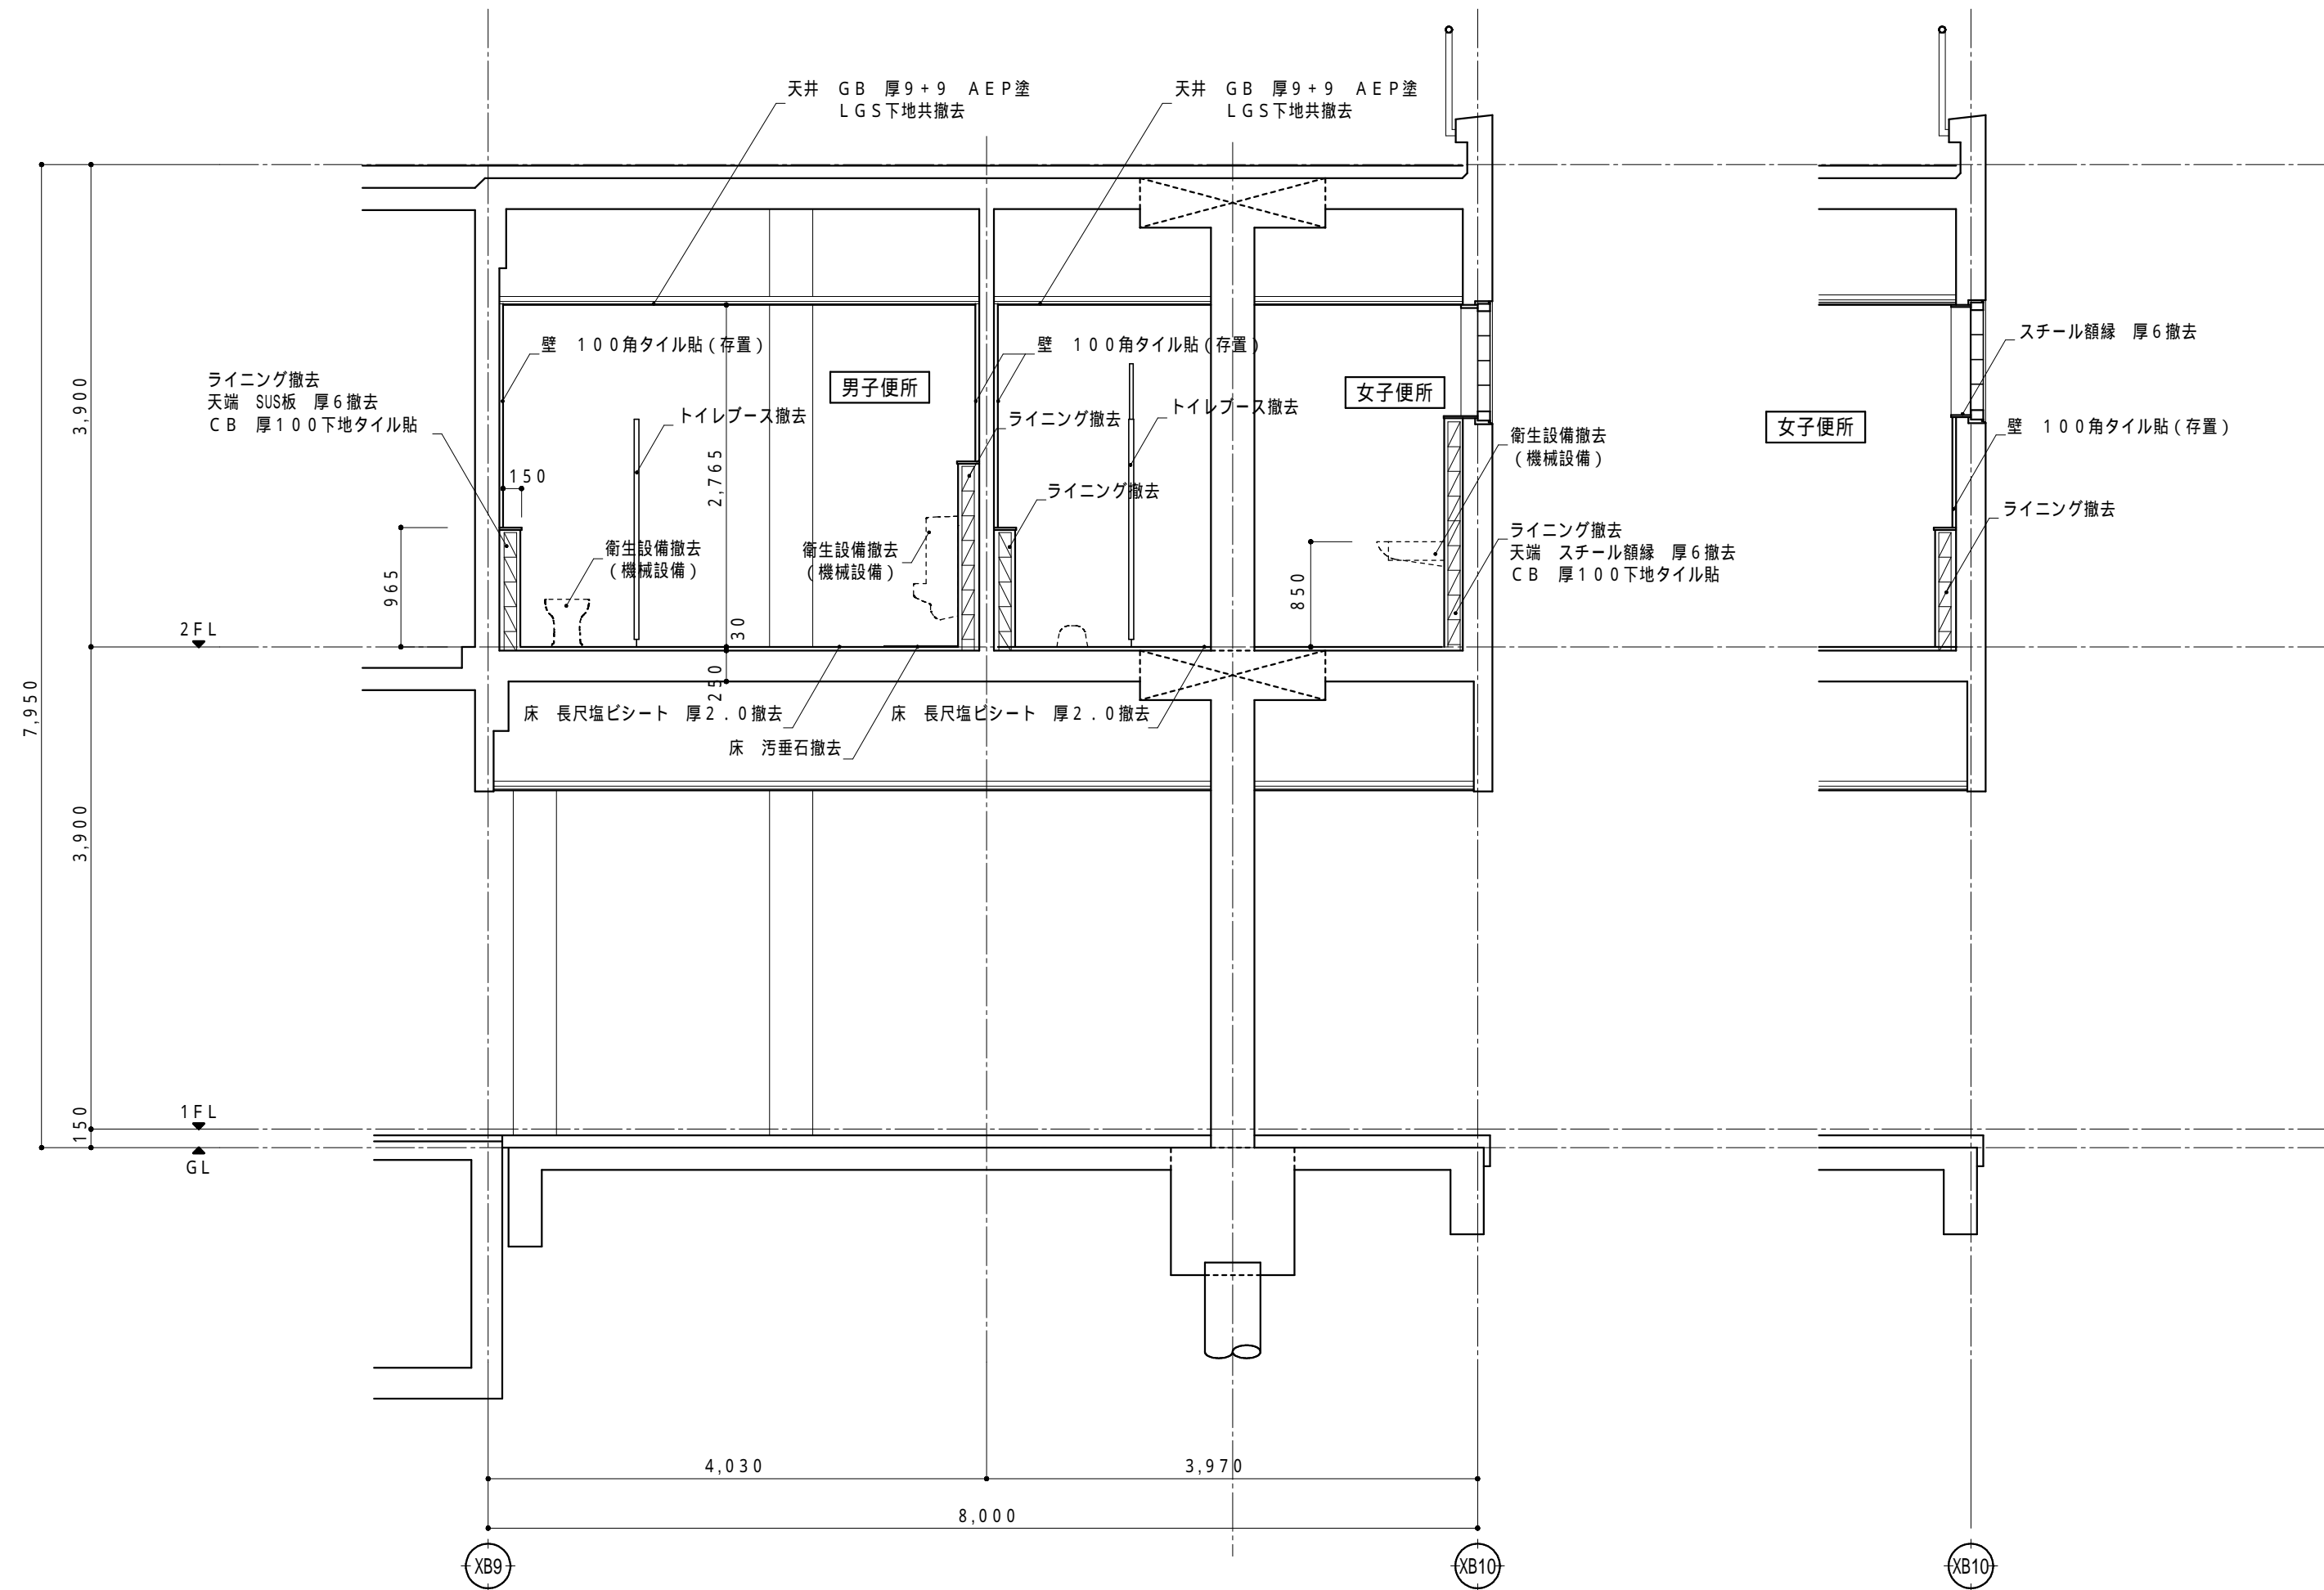 天井　ＧＢ　厚９＋９　ＡＥＰ塗
ＬＧＳ下地共撤去
天井　ＧＢ　厚９＋９　ＡＥＰ塗
ＬＧＳ下地共撤去
壁　１００角タイル貼(存置)
壁　１００角タイル貼(存置)
スチール額縁　厚６撤去
ライニング撤去
天端　SUS板　厚６撤去
ＣＢ　厚１００下地タイル貼
男子便所
女子便所
女子便所
トイレブース撤去
ライニング撤去
トイレブース撤去
衛生設備撤去
(機械設備)
壁　１００角タイル貼(存置)
150
2,765
ライニング撤去
ライニング撤去
ライニング撤去
天端　スチール額縁　厚６撤去
ＣＢ　厚１００下地タイル貼
衛生設備撤去
(機械設備)
衛生設備撤去
(機械設備)
965
850
30
250
2FL
床　長尺塩ビシート　厚２．０撤去
床　長尺塩ビシート　厚２．０撤去
床　汚垂石撤去
3,900
7,950
3,900
150
1FL
GL
4,030
3,970
8,000
XB9
XB10
XB10